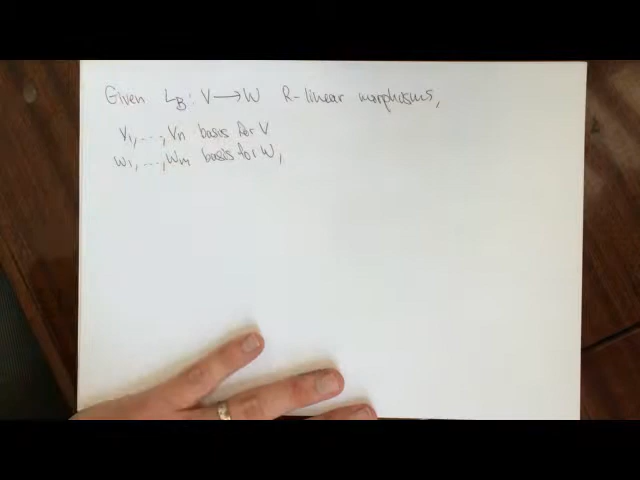 Given L_B : V → W R-linear morphisms,
v₁, ..., vₙ basis for V
w₁, ..., wₘ basis for W,